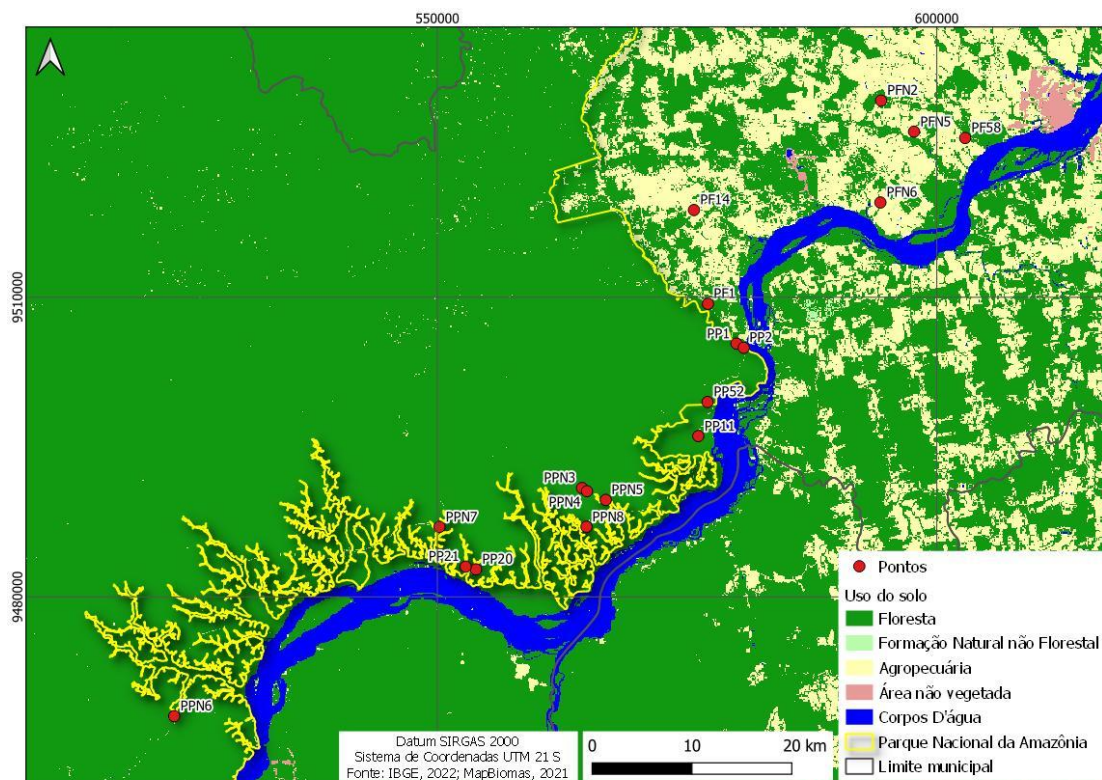 550000
600000
PFN2
PFN5
PF58
PFN6
PF14
9510000
PF1
PP1
PP2
PP52
PP11
PPN3
PPN4
PPN5
PPN7
PPN8
PP21
PP20
9480000
PPN6
Pontos
Uso do solo
Floresta
Formação Natural não Florestal
Agropecuária
Área não vegetada
Corpos D'água
Parque Nacional da Amazônia
Limite municipal
Datum SIRGAS 2000
Sistema de Coordenadas UTM 21 S
Fonte: IBGE, 2022; MapBiomas, 2021
0 10 20 km